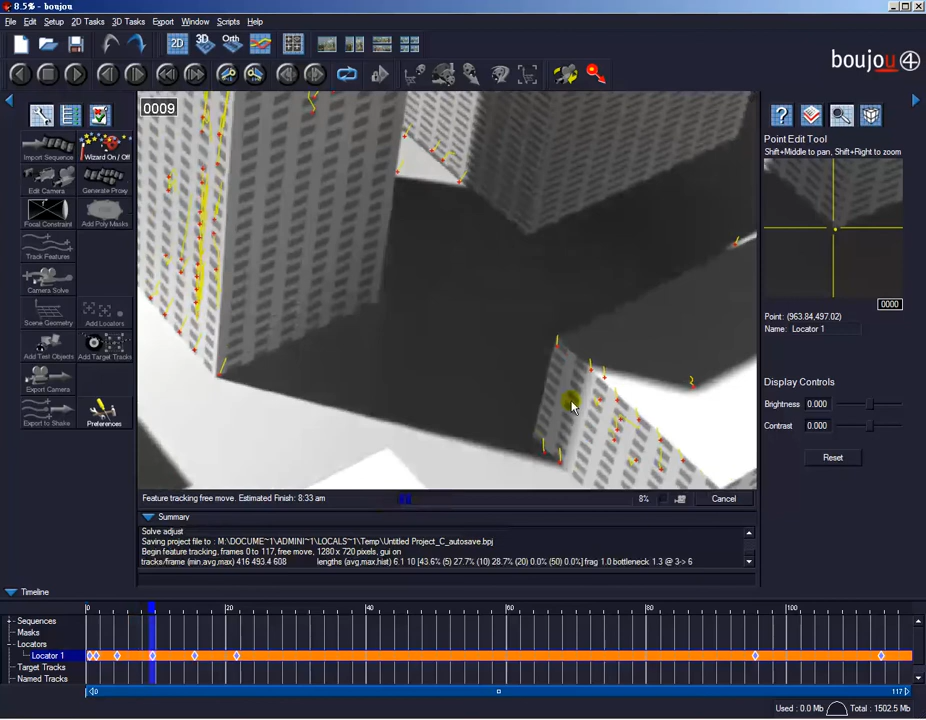 8.5% - boujou
File Edit Setup 2D Tasks 3D Tasks Export Window Scripts Help
2D 3D Orth
boujou 4
0009
Import Sequence Wizard On / Off
Edit Camera Generate Proxy
Focal Constraint Add Poly Masks
Track Features
Camera Solve
Scene Geometry Add Locators
Add Test Objects Add Target Tracks
Export Camera
Export to Shake Preferences
Point Edit Tool
Shift+Middle to pan, Shift+Right to zoom
0000
Point: (963.84,497.02)
Name: Locator 1
Display Controls
Brightness 0.000
Contrast 0.000
Reset
Feature tracking free move. Estimated Finish: 8:33 am 8% Cancel
Summary
Solve adjust
Saving project to : M:\DOCUME~1\ADMINI~1\LOCALS~1\Temp\Untitled Project_C_autosave.bpj
Begin feature tracking, frames 0 to 117, free move, 1280 x 720 pixels, gui on
tracks/frame (min,avg,max) 416 493.4 608 lengths (avg,max,hist) 6.1 10 [43.6% (5) 27.7% (10) 28.7% (20) 0.0% (50) 0.0%] frag 1.0 bottleneck 1.3 @ 3-> 6
Timeline
0 20 40 60 80 100
Sequences
Masks
Locators
Locator 1
Target Tracks
Named Tracks
0 117
Used : 0.0 Mb Total : 1502.5 Mb